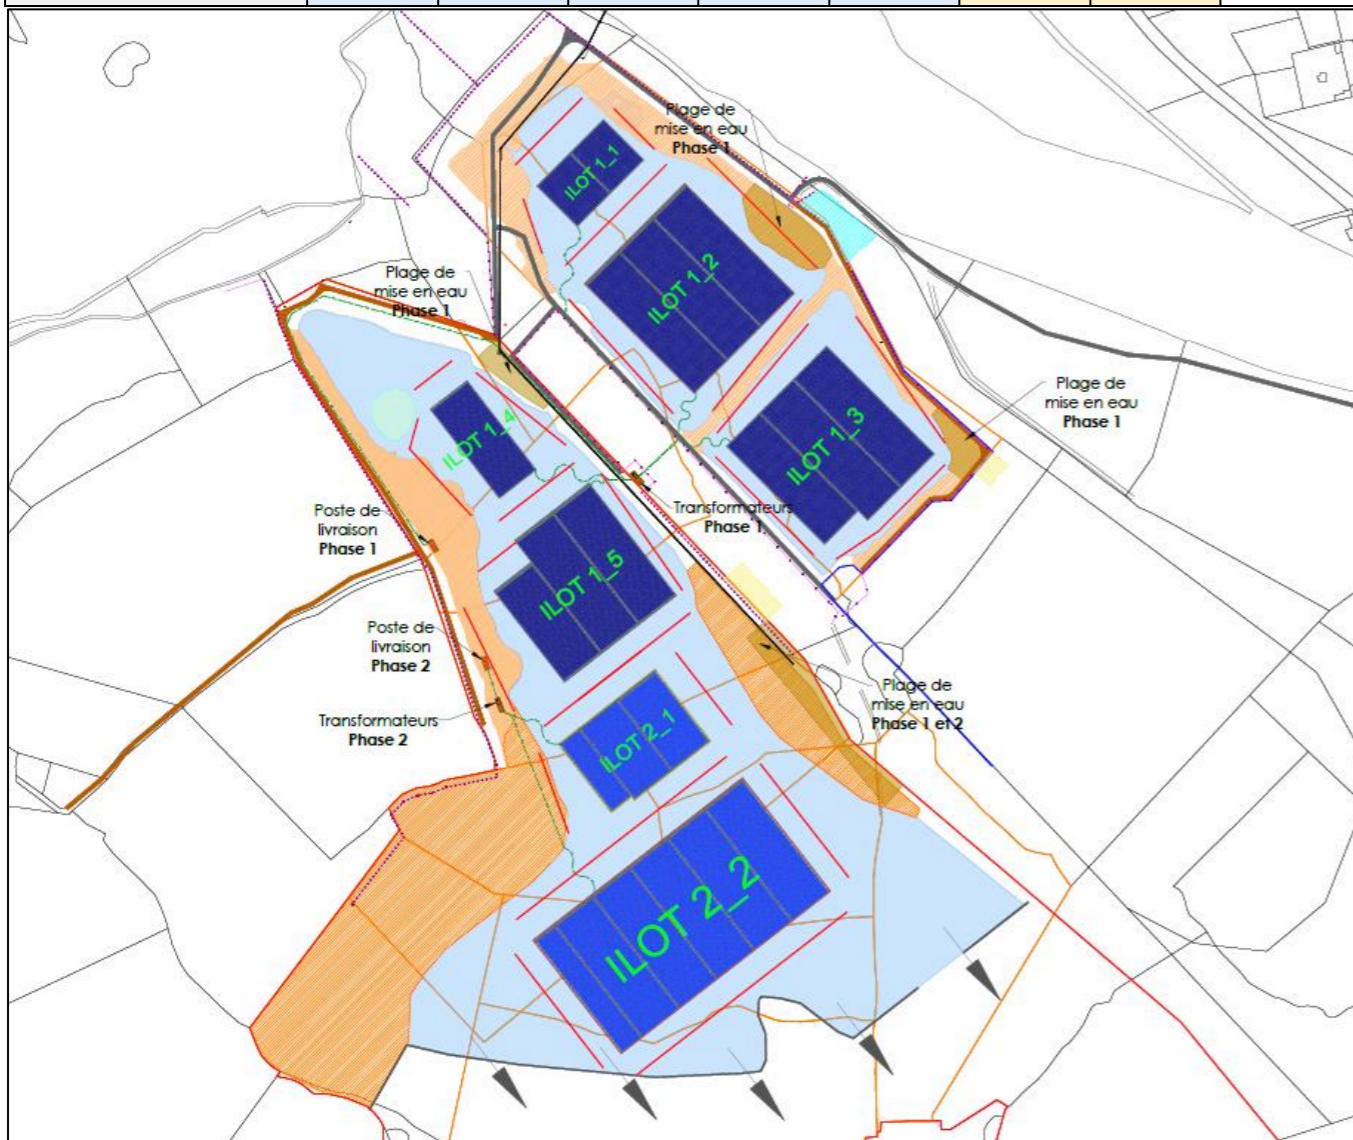 Plage de
mise en eau
Phase 1
ILOT 1_1
ILOT 1_2
Plage de
mise en eau
Phase 1
ILOT 1_3
Plage de
mise en eau
Phase 1
ILOT 1_4
Transformateurs
Phase 1
Poste de
livraison
Phase 1
ILOT 1_5
Poste de
livraison
Phase 2
Plage de
mise en eau
Phase 1 et 2
Transformateurs
Phase 2
ILOT 2_1
ILOT 2_2